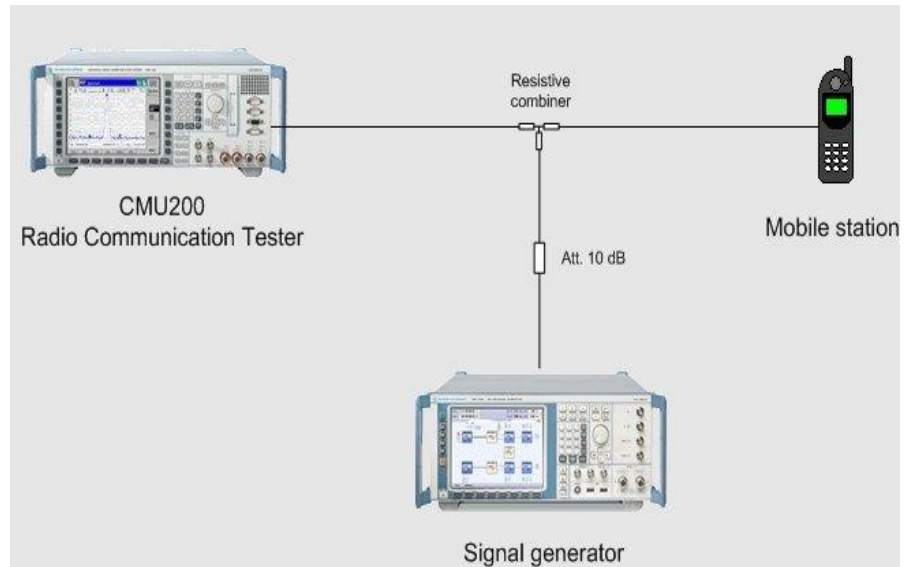 Resistive
combiner
CMU200
Radio Communication Tester
Mobile station
Att. 10 dB
Signal generator